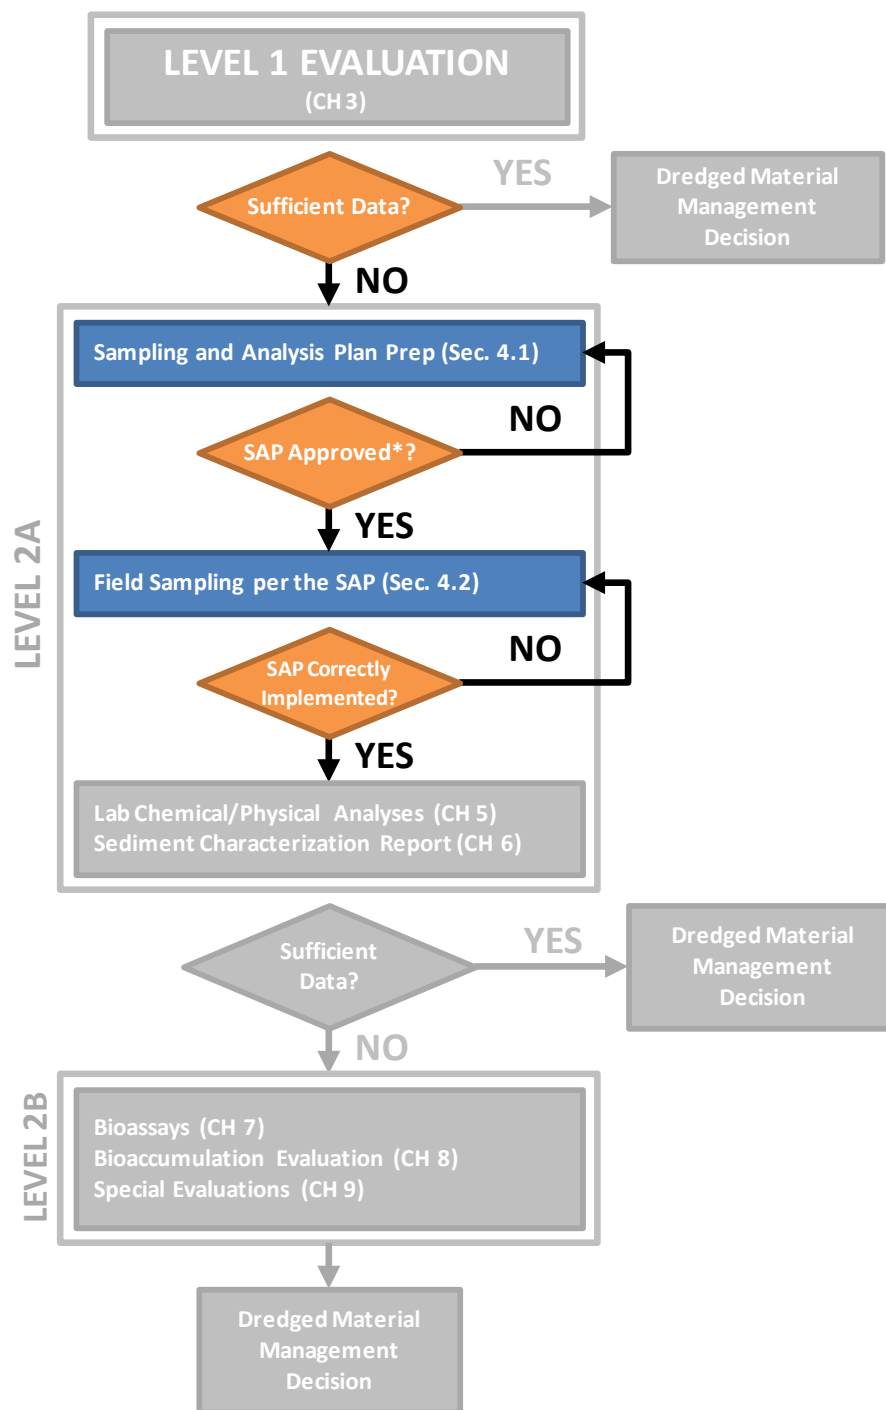 LEVEL 1 EVALUATION
(CH 3)
Sufficient Data?
YES
Dredged Material
Management
Decision
NO
LEVEL 2A
Sampling and Analysis Plan Prep (Sec. 4.1)
NO
SAP Approved*?
YES
Field Sampling per the SAP (Sec. 4.2)
NO
SAP Correctly
Implemented?
YES
Lab Chemical/Physical Analyses (CH 5)
Sediment Characterization Report (CH 6)
Sufficient
Data?
YES
Dredged Material
Management
Decision
NO
LEVEL 2B
Bioassays (CH 7)
Bioaccumulation Evaluation (CH 8)
Special Evaluations (CH 9)
Dredged Material
Management
Decision